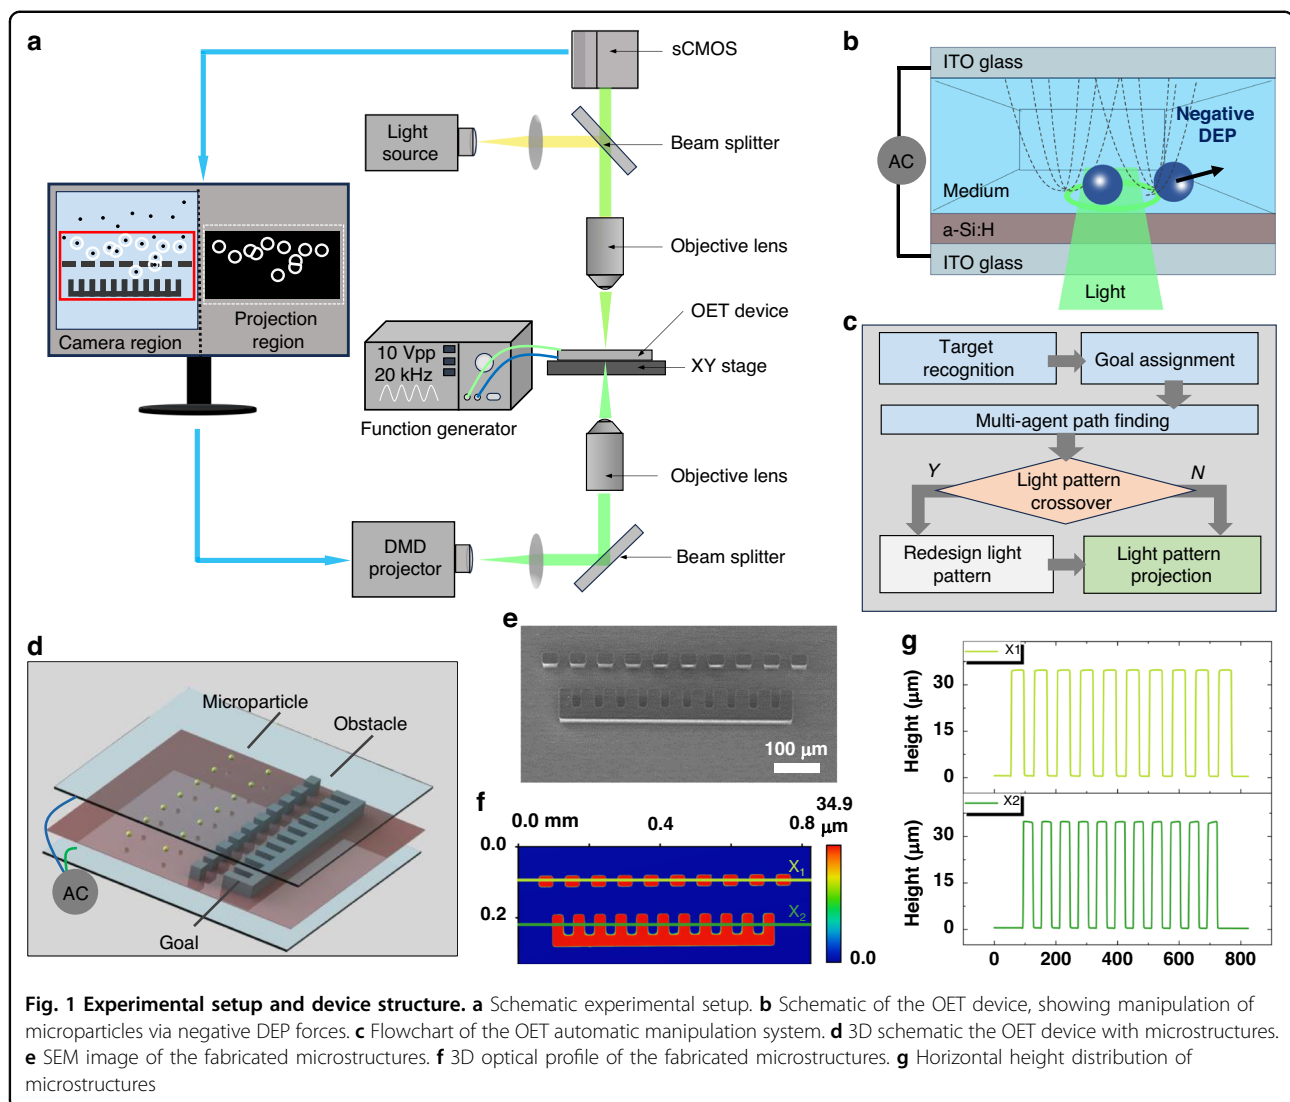 a
sCMOS
Light
source
Beam splitter
Objective lens
Camera region
Projection
region
OET device
XY stage
10 Vpp
20 kHz
Function generator
Objective lens
DMD
projector
Beam splitter
b
ITO glass
Negative
DEP
AC
Medium
a-Si:H
ITO glass
Light
c
Target
recognition
Goal assignment
Multi-agent path finding
Y
N
Light pattern
crossover
Redesign light
pattern
Light pattern
projection
d
Microparticle
Obstacle
AC
Goal
e
100 μm
f
34.9
μm
0.0 mm
0.4
0.8
0.0
X1
0.2
X2
0.0
g
X1
Height (μm)
30
15
0
X2
Height (μm)
30
15
0
0
200
400
600
800
Fig. 1 Experimental setup and device structure. a Schematic experimental setup. b Schematic of the OET device, showing manipulation of
microparticles via negative DEP forces. c Flowchart of the OET automatic manipulation system. d 3D schematic the OET device with microstructures.
e SEM image of the fabricated microstructures. f 3D optical profile of the fabricated microstructures. g Horizontal height distribution of
microstructures